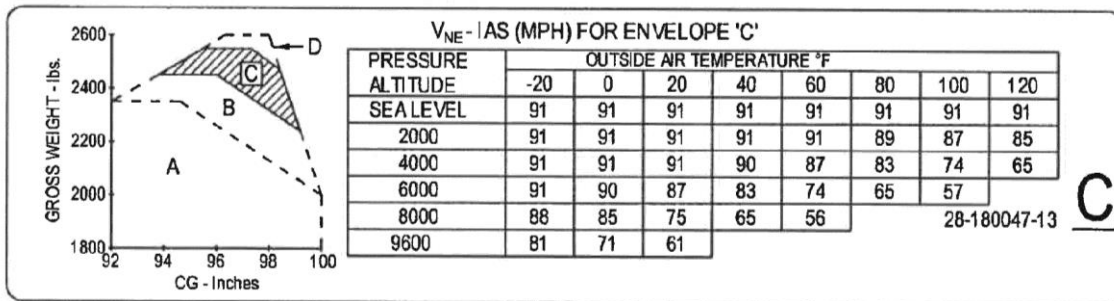 V_NE - IAS (MPH) FOR ENVELOPE 'C'
GROSS WEIGHT - lbs.
2600
2400
2200
2000
1800
92 94 96 98 100
CG - Inches
A
B
C
D
PRESSURE ALTITUDE OUTSIDE AIR TEMPERATURE °F
-20 0 20 40 60 80 100 120
SEA LEVEL 91 91 91 91 91 91 91 91
2000 91 91 91 91 91 89 87 85
4000 91 91 91 90 87 83 74 65
6000 91 90 87 83 74 65 57
8000 88 85 75 65 56
9600 81 71 61
28-180047-13
C